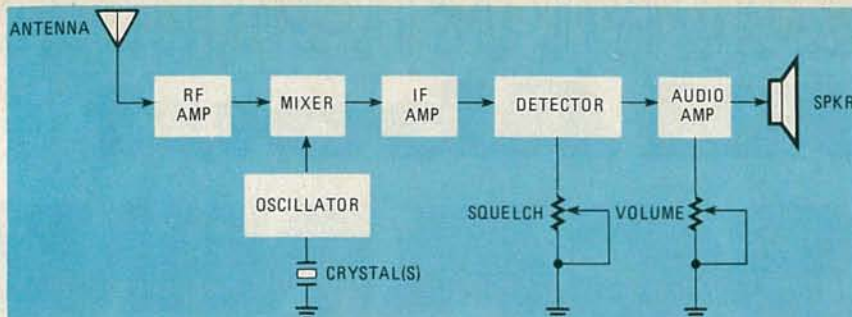 ANTENNA
RF
AMP
MIXER
IF
AMP
DETECTOR
AUDIO
AMP
SPKR
OSCILLATOR
SQUELCH
VOLUME
CRYSTAL(S)